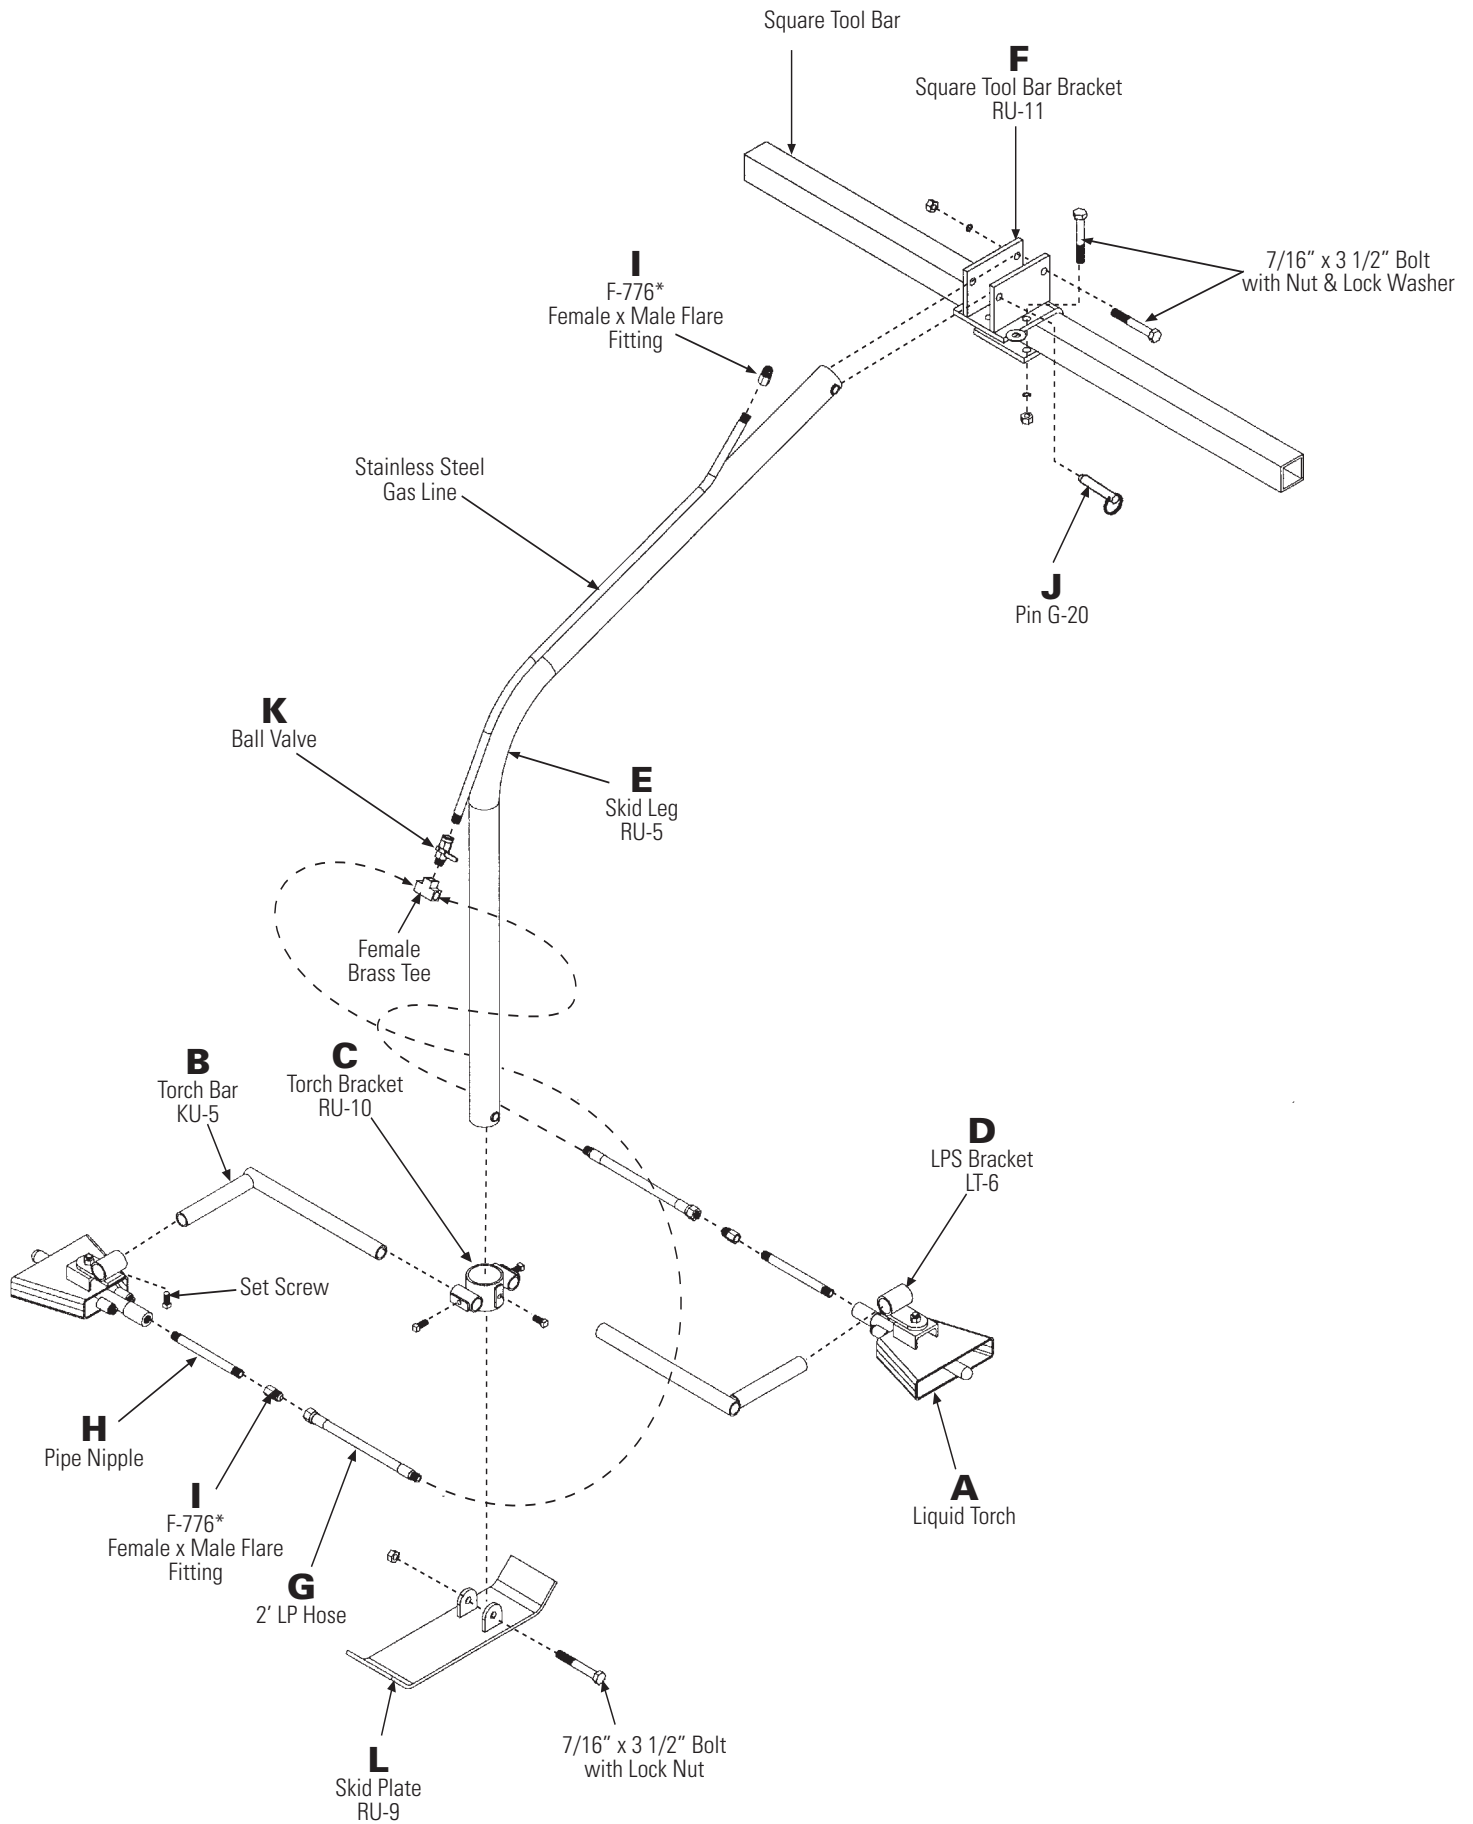 Square Tool Bar
F
Square Tool Bar Bracket
RU-11
7/16” x 3 1/2” Bolt
with Nut & Lock Washer
I
F-776*
Female x Male Flare
Fitting
Stainless Steel
Gas Line
J
Pin G-20
K
Ball Valve
E
Skid Leg
RU-5
Female
Brass Tee
B
Torch Bar
KU-5
C
Torch Bracket
RU-10
D
LPS Bracket
LT-6
Set Screw
H
Pipe Nipple
I
F-776*
Female x Male Flare
Fitting
G
2’ LP Hose
A
Liquid Torch
L
Skid Plate
RU-9
7/16” x 3 1/2” Bolt
with Lock Nut